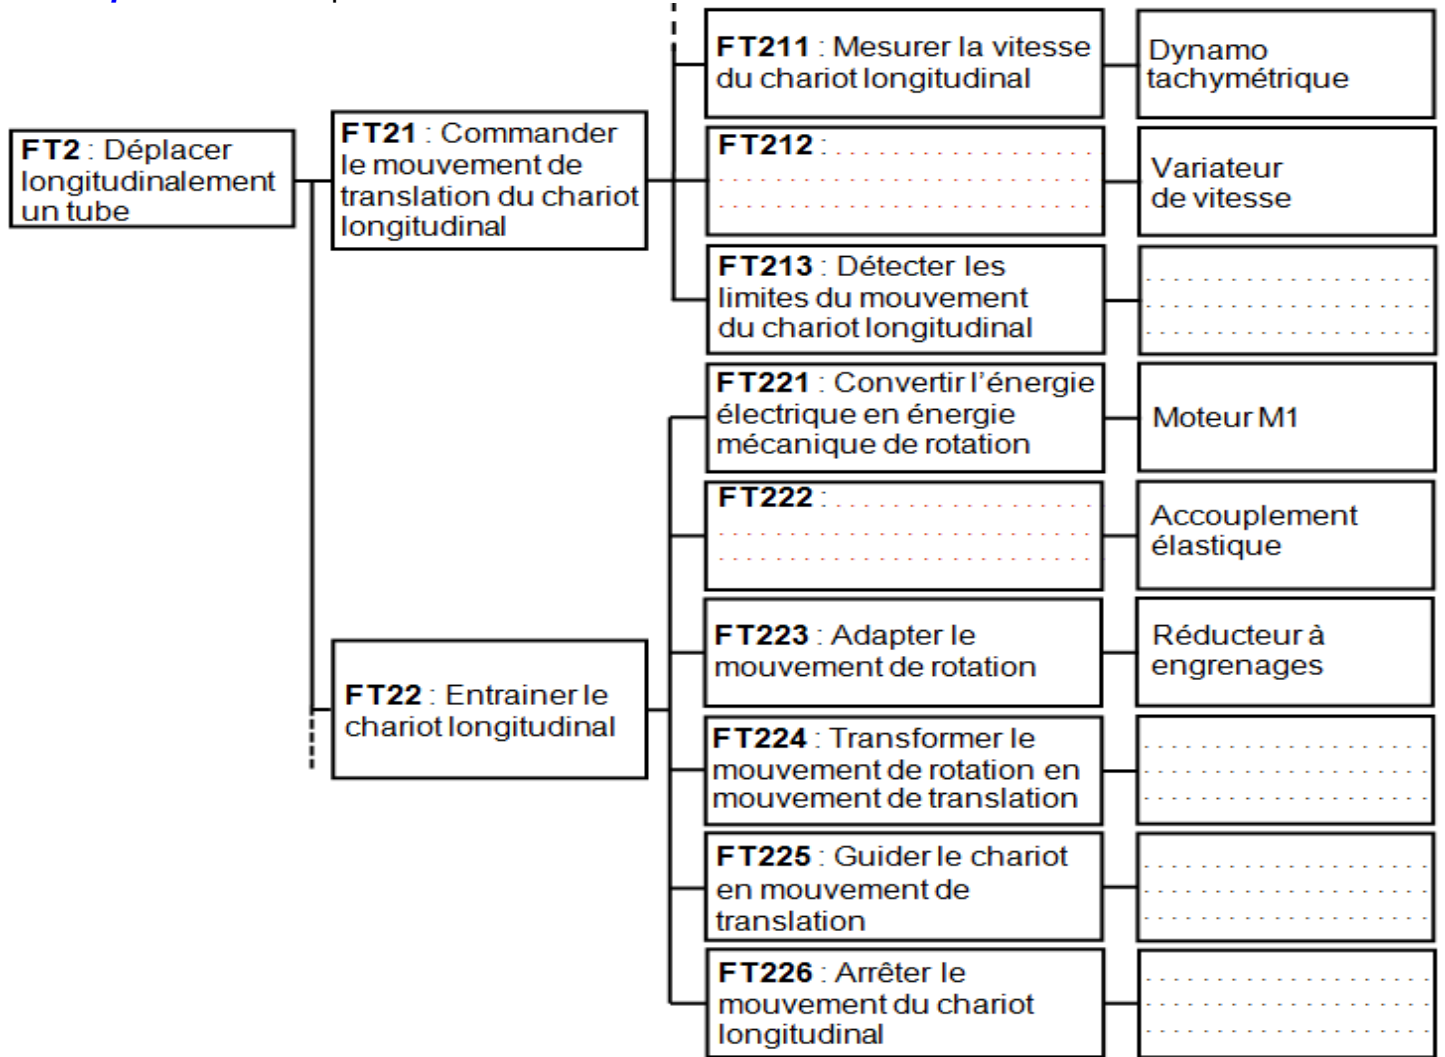 FT2 : Déplacer
longitudinalement
un tube
FT21 : Commander
le mouvement de
translation du chariot
longitudinal
FT211 : Mesurer la vitesse
du chariot longitudinal
Dynamo
tachymétrique
FT212 : . . . . . . . . . . . . . . . . . .
Variateur
de vitesse
FT213 : Détecter les
limites du mouvement
du chariot longitudinal
FT22 : Entrainer le
chariot longitudinal
FT221 : Convertir l’énergie
électrique en énergie
mécanique de rotation
Moteur M1
FT222 : . . . . . . . . . . . . . . . . . .
Accouplement
élastique
FT223 : Adapter le
mouvement de rotation
Réducteur à
engrenages
FT224 : Transformer le
mouvement de rotation en
mouvement de translation
FT225 : Guider le chariot
en mouvement de
translation
FT226 : Arrêter le
mouvement du chariot
longitudinal